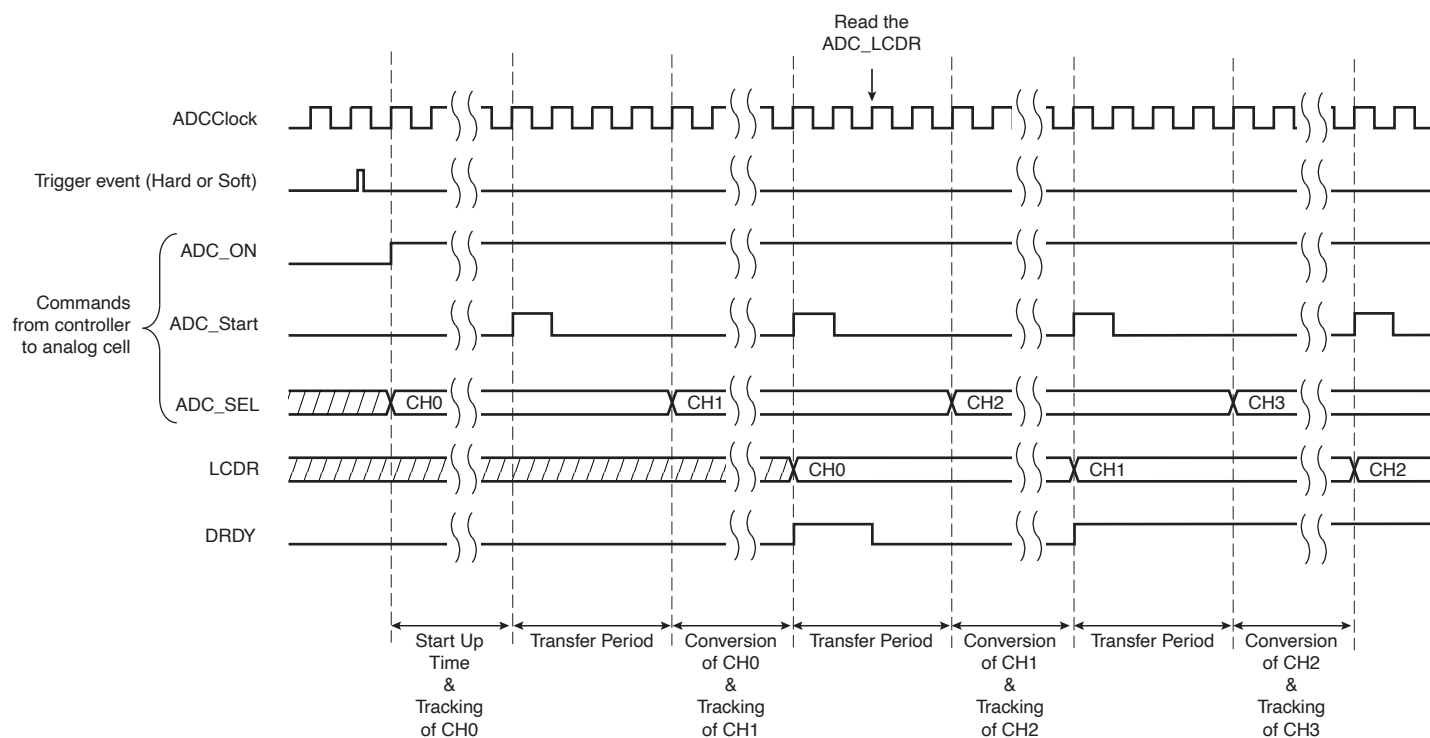 Read the
ADC_LCDR
ADCClock
Trigger event (Hard or Soft)
ADC_ON
Commands
from controller
to analog cell
ADC_Start
ADC_SEL
CH0
CH1
CH2
CH3
LCDR
CH0
CH1
CH2
DRDY
Start Up
Time
&
Tracking
of CH0
Transfer Period
Conversion
of CH0
&
Tracking
of CH1
Transfer Period
Conversion
of CH1
&
Tracking
of CH2
Transfer Period
Conversion
of CH2
&
Tracking
of CH3